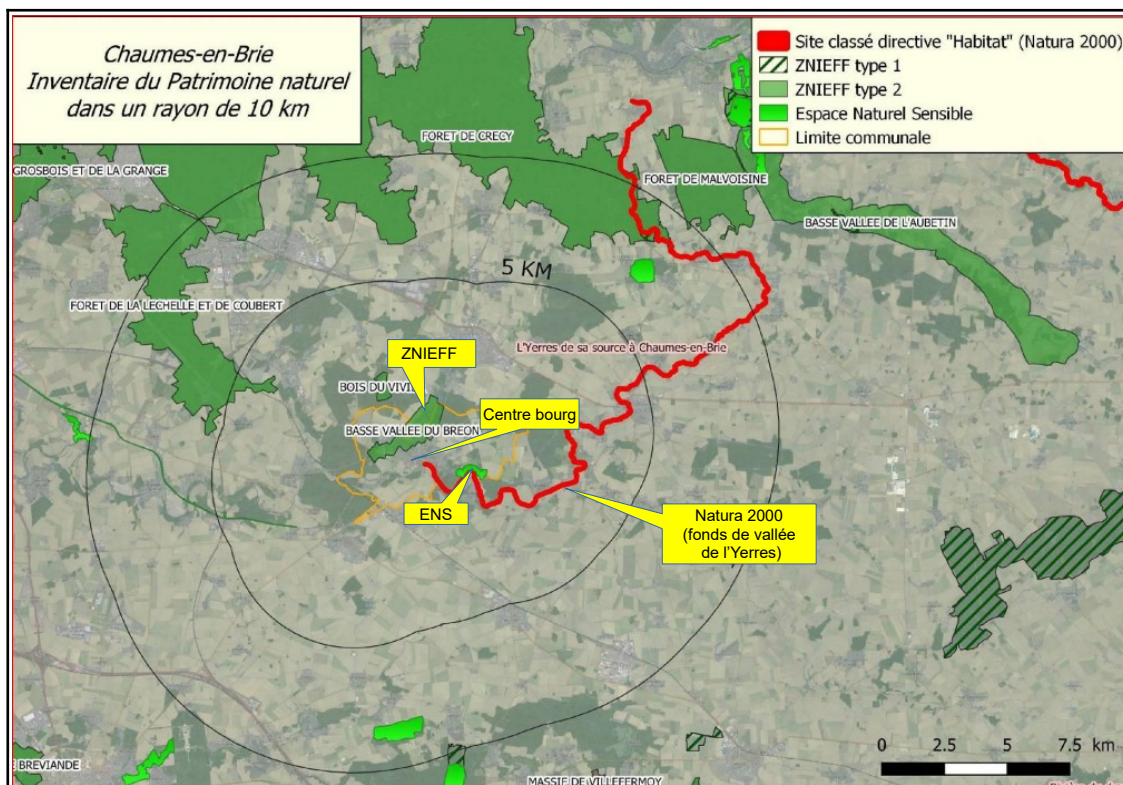 Chaumes-en-Brie
Inventaire du Patrimoine naturel
dans un rayon de 10 km
Site classé directive "Habitat" (Natura 2000)
ZNIEFF type 1
ZNIEFF type 2
Espace Naturel Sensible
Limite communale
FORET DE CRECY
GROSBOIS ET DE LA GRANGE
FORET DE MALVOISINE
BASSE VALLEE DE L'AUBETIN
5 KM
FORET DE LA LECHELLE ET DE COUBERT
L'Yerres de sa source à Chaumes-en-Brie
ZNIEFF
BOIS DU VIVIE
Centre bourg
BASSE VALLEE DU BREON
ENS
Natura 2000
(fonds de vallée
de l'Yerres)
0 2.5 5 7.5 km
BREVIANDE
MASSIF DE VILLEFERMOY